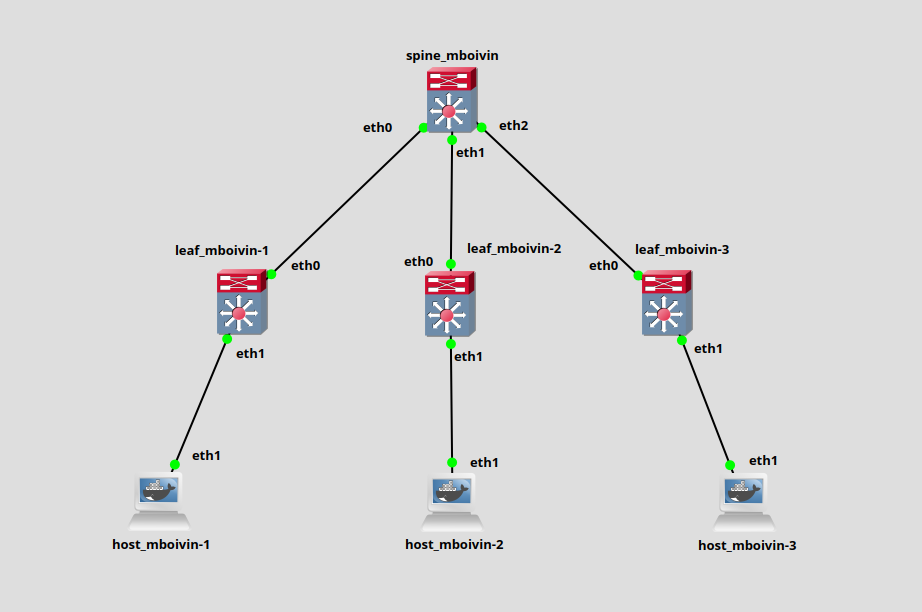 spine_mboivin
eth0
eth2
eth1
leaf_mboivin-1
leaf_mboivin-2
leaf_mboivin-3
eth0
eth0
eth0
eth1
eth1
eth1
eth1
eth1
eth1
host_mboivin-1
host_mboivin-2
host_mboivin-3